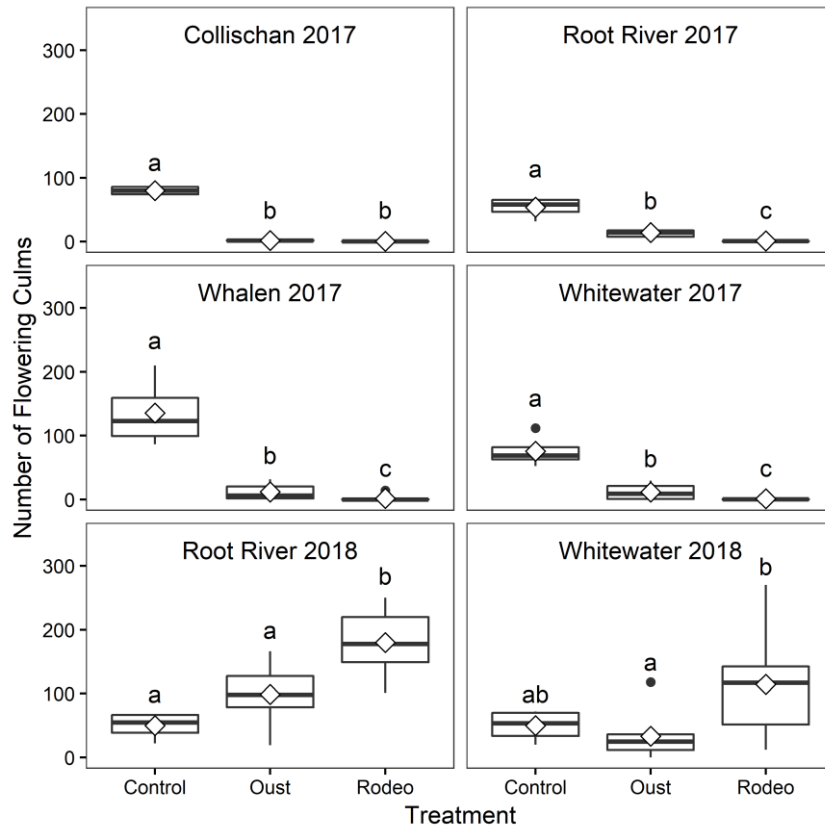 Number of Flowering Culms
Collischan 2017
300
200
100
0
a
b
b
Root River 2017
a
b
c
Whalen 2017
300
200
100
0
a
b
c
Whitewater 2017
a
b
c
Root River 2018
300
200
100
0
a
a
b
Whitewater 2018
ab
a
b
Control
Oust
Rodeo
Control
Oust
Rodeo
Treatment